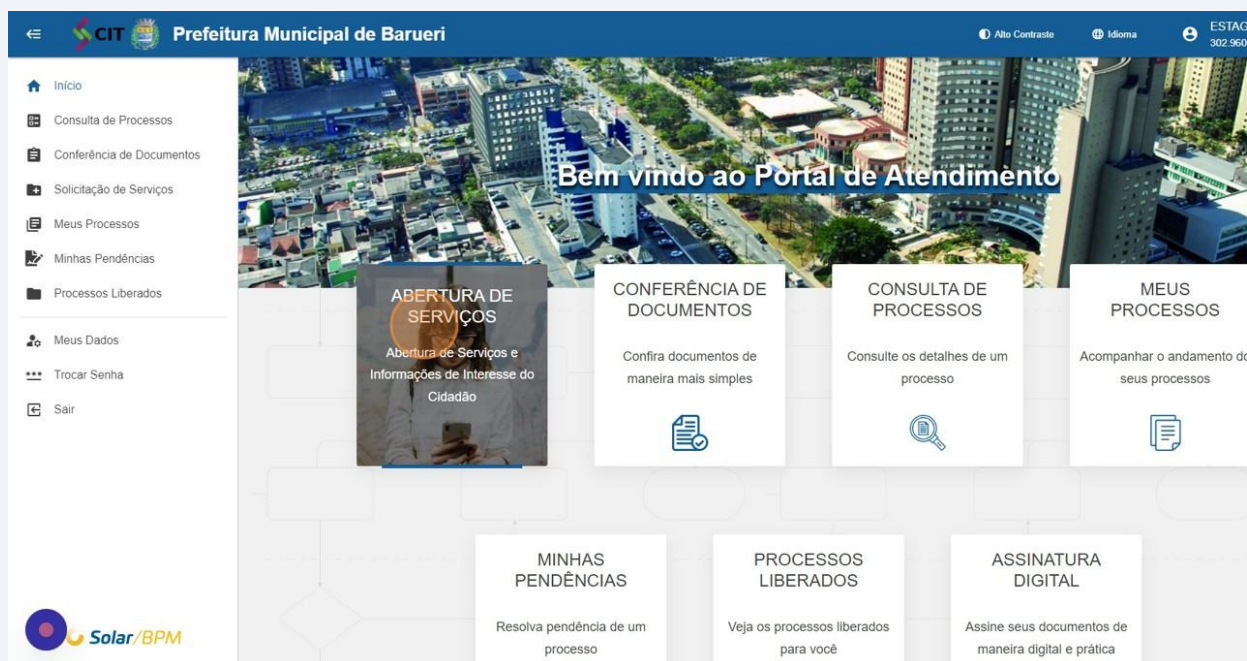 CIT
Prefeitura Municipal de Barueri
Alto Contraste
Idioma
ESTAG
302.960
Início
Consulta de Processos
Conferência de Documentos
Solicitação de Serviços
Meus Processos
Minhas Pendências
Processos Liberados
Meus Dados
Trocar Senha
Sair
Solar/BPM
Bem vindo ao Portal de Atendimento
ABERTURA DE
SERVIÇOS
Abertura de Serviços e
Informações de Interesse do
Cidadão
CONFERÊNCIA DE
DOCUMENTOS
Confira documentos de
maneira mais simples
CONSULTA DE
PROCESSOS
Consulte os detalhes de um
processo
MEUS
PROCESSOS
Acompanhar o andamento do
seus processos
MINHAS
PENDÊNCIAS
Resolva pendência de um
processo
PROCESSOS
LIBERADOS
Veja os processos liberados
para você
ASSINATURA
DIGITAL
Assine seus documentos de
maneira digital e prática